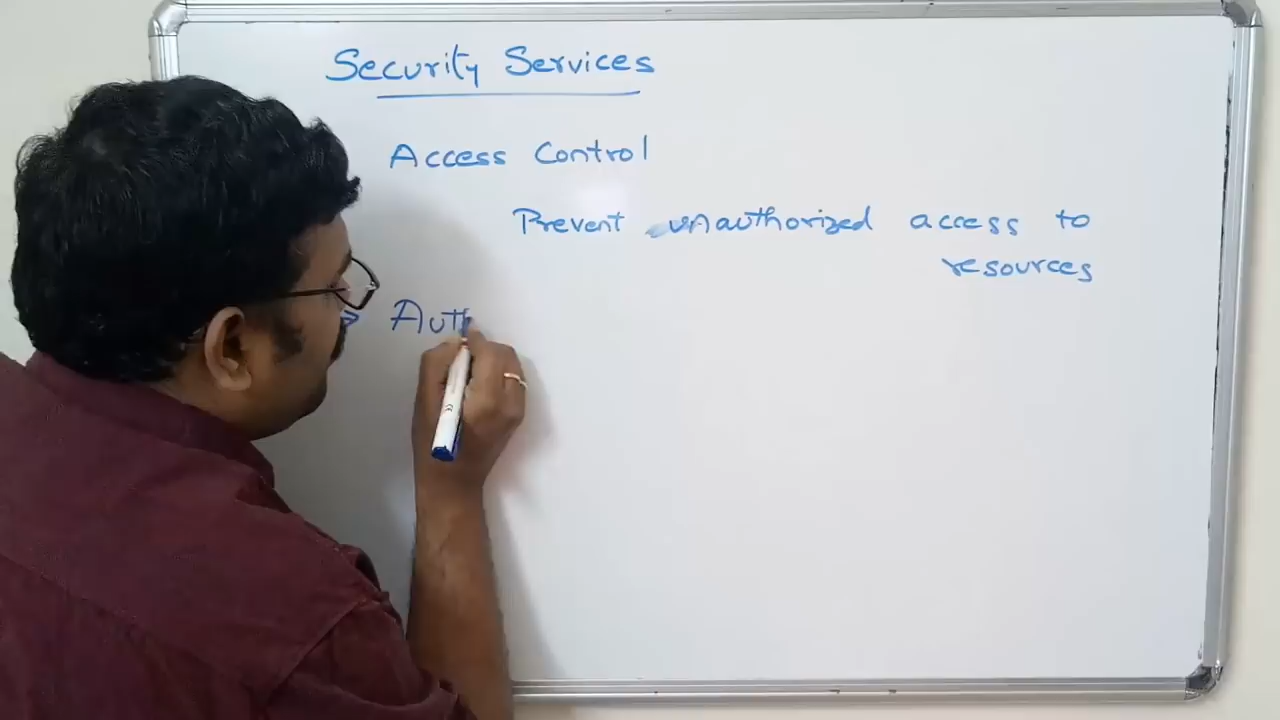 Security Services
Access Control
Prevent unauthorized access to
resources
→ Auth